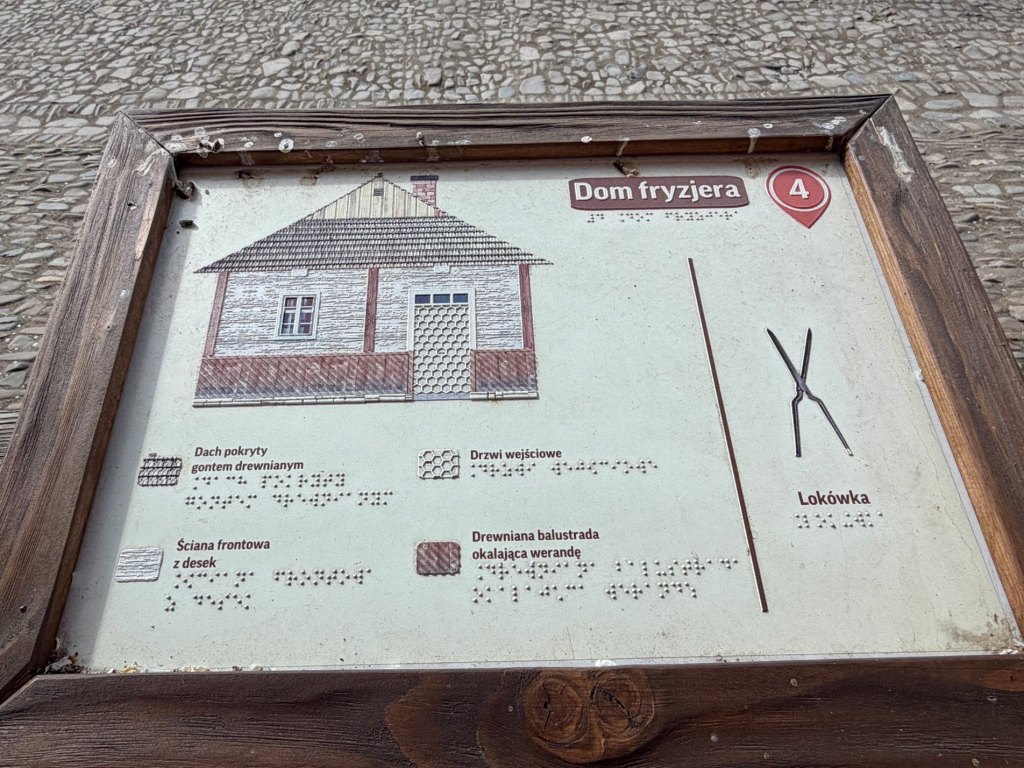 Dom fryzjera
4
Dach pokryty
gontem drewnianym
Drzwi wejściowe
Ściana frontowa
z desek
Drewniana balustrada
okalająca werandę
Lokówka